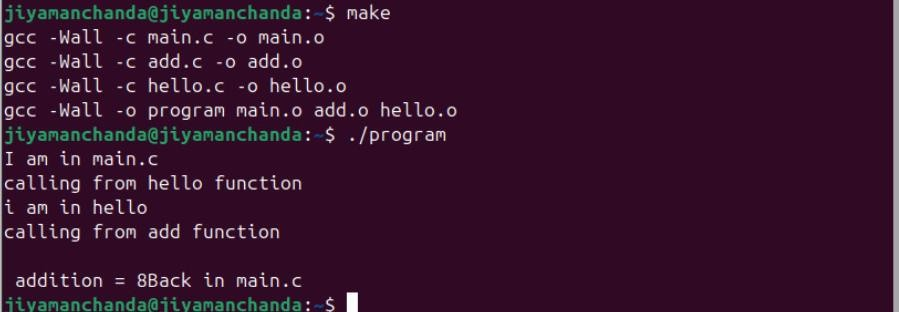 jiyamanchanda@jiyamanchanda:~$ make
gcc -Wall -c main.c -o main.o
gcc -Wall -c add.c -o add.o
gcc -Wall -c hello.c -o hello.o
gcc -Wall -o program main.o add.o hello.o
jiyamanchanda@jiyamanchanda:~$ ./program
I am in main.c
calling from hello function
i am in hello
calling from add function
addition = 8Back in main.c
jiyamanchanda@jiyamanchanda:~$